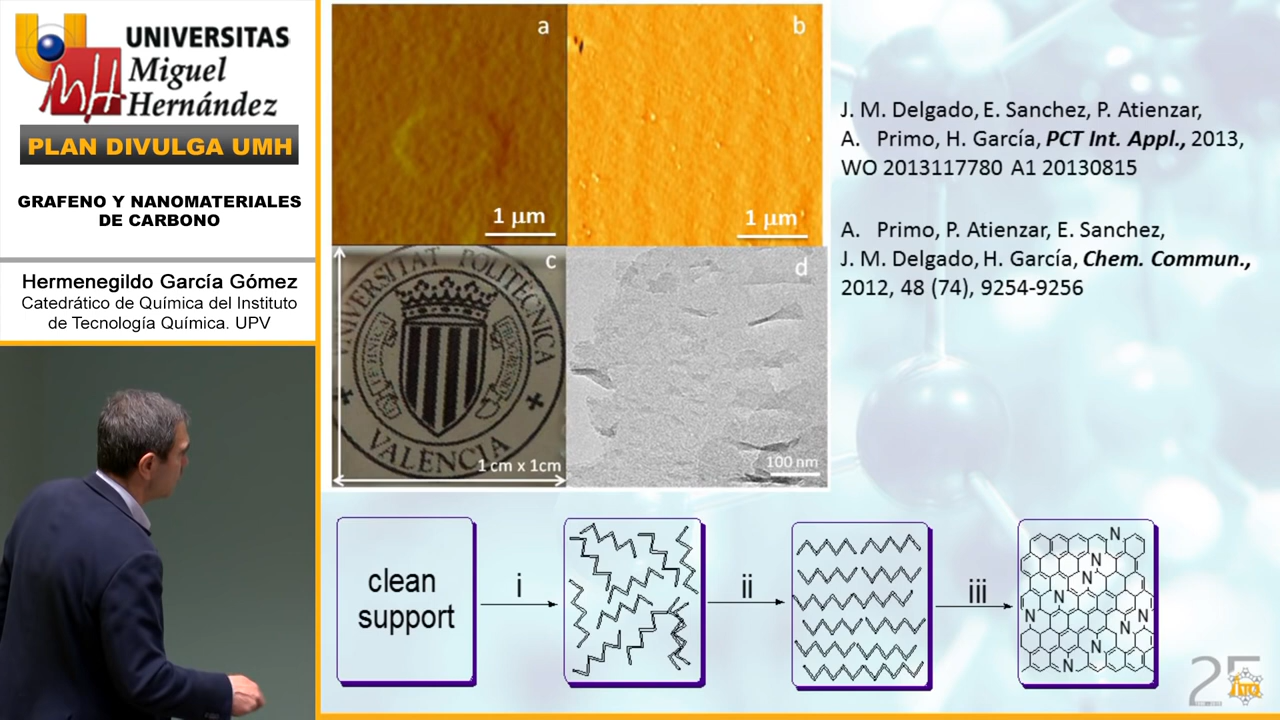 UNIVERSITAS
Miguel
Hernández
PLAN DIVULGA UMH
GRAFENO Y NANOMATERIALES
DE CARBONO
Hermenegildo García Gómez
Catedrático de Química del Instituto
de Tecnología Química. UPV
a
b
1 µm
1 µm
c
d
UNIVERSITAT POLITECNICA
VALENCIA
1 cm x 1cm
100 nm
J. M. Delgado, E. Sanchez, P. Atienzar,
A. Primo, H. García, PCT Int. Appl., 2013,
WO 2013117780 A1 20130815
A. Primo, P. Atienzar, E. Sanchez,
J. M. Delgado, H. García, Chem. Commun.,
2012, 48 (74), 9254-9256
clean
support
i
ii
iii
N
N
N
N
N
N
N
N
N
25
ITQ